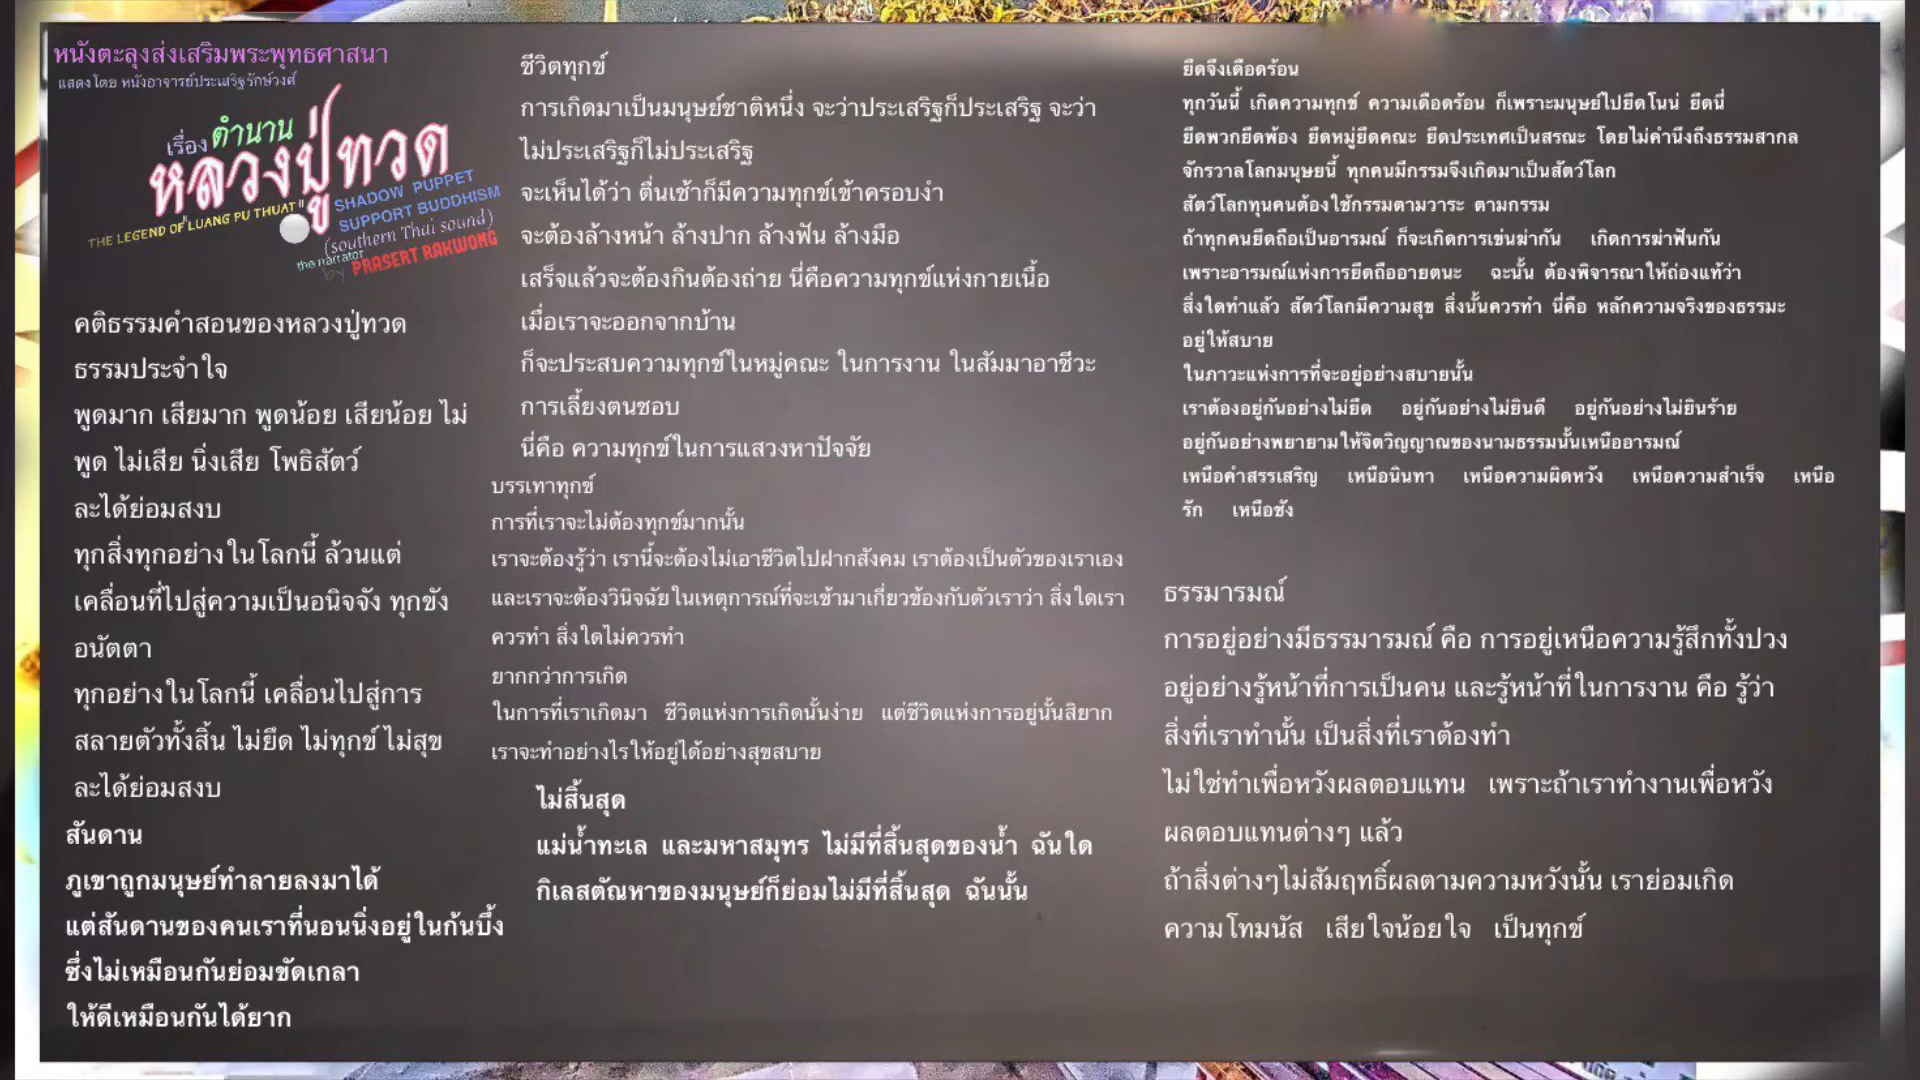 หนังตะลุงส่งเสริมพระพุทธศาสนา
แสดงโดย หนังอาจารย์ประเสริฐรักษ์วงศ์
เรื่อง ตำนาน
หลวงปู่ทวด
THE LEGEND OF "LUANG PU THUAT"
SHADOW PUPPET
SUPPORT BUDDHISM
(southern Thai sound)
the narrator
by PRASERT RAKWONG
คติธรรมคำสอนของหลวงปู่ทวด
ธรรมประจำใจ
พูดมาก เสียมาก พูดน้อย เสียน้อย ไม่
พูด ไม่เสีย นิ่งเสีย โพธิสัตว์
ละได้ย่อมสงบ
ทุกสิ่งทุกอย่างในโลกนี้ ล้วนแต่
เคลื่อนที่ไปสู่ความเป็นอนิจจัง ทุกขัง
อนัตตา
ทุกอย่างในโลกนี้ เคลื่อนไปสู่การ
สลายตัวทั้งสิ้น ไม่ยึด ไม่ทุกข์ ไม่สุข
ละได้ย่อมสงบ
สันดาน
ภูเขาถูกมนุษย์ทำลายลงมาได้
แต่สันดานของคนเราที่นอนนิ่งอยู่ในก้นบึ้ง
ซึ่งไม่เหมือนกันย่อมขัดเกลา
ให้ดีเหมือนกันได้ยาก
ชีวิตทุกข์
การเกิดมาเป็นมนุษย์ชาติหนึ่ง จะว่าประเสริฐก็ประเสริฐ จะว่า
ไม่ประเสริฐก็ไม่ประเสริฐ
จะเห็นได้ว่า ตื่นเช้าก็มีความทุกข์เข้าครอบงำ
จะต้องล้างหน้า ล้างปาก ล้างฟัน ล้างมือ
เสร็จแล้วจะต้องกินต้องถ่าย นี่คือความทุกข์แห่งกายเนื้อ
เมื่อเราจะออกจากบ้าน
ก็จะประสบความทุกข์ในหมู่คณะ ในการงาน ในสัมมาอาชีวะ
การเลี้ยงตนชอบ
นี่คือ ความทุกข์ในการแสวงหาปัจจัย
บรรเทาทุกข์
การที่เราจะไม่ต้องทุกข์มากนั้น
เราจะต้องรู้ว่า เรานี้จะต้องไม่เอาชีวิตไปฝากสังคม เราต้องเป็นตัวของเราเอง
และเราจะต้องวินิจฉัยในเหตุการณ์ที่จะเข้ามาเกี่ยวข้องกับตัวเราว่า สิ่งใดเรา
ควรทำ สิ่งใดไม่ควรทำ
ยากกว่าการเกิด
ในการที่เราเกิดมา ชีวิตแห่งการเกิดนั้นง่าย แต่ชีวิตแห่งการอยู่นั้นสิยาก
เราจะทำอย่างไรให้อยู่ได้อย่างสุขสบาย
ไม่สิ้นสุด
แม่น้ำทะเล และมหาสมุทร ไม่มีที่สิ้นสุดของน้ำ ฉันใด
กิเลสตัณหาของมนุษย์ก็ย่อมไม่มีที่สิ้นสุด ฉันนั้น
ยึดจึงเดือดร้อน
ทุกวันนี้ เกิดความทุกข์ ความเดือดร้อน ก็เพราะมนุษย์ไปยึดโนน่ ยึดนี่
ยึดพวกยึดพ้อง ยึดหมู่ยึดคณะ ยึดประเทศเป็นสรณะ โดยไม่คำนึงถึงธรรมสากล
จักรวาลโลกมนุษยนี้ ทุกคนมีกรรมจึงเกิดมาเป็นสัตว์โลก
สัตว์โลกทุนคนต้องใช้กรรมตามวาระ ตามกรรม
ถ้าทุกคนยึดถือเป็นอารมณ์ ก็จะเกิดการเข่นฆ่ากัน เกิดการฆ่าฟันกัน
เพราะอารมณ์แห่งการยึดถืออายตนะ ฉะนั้น ต้องพิจารณาให้ถ่องแท้ว่า
สิ่งใดทำแล้ว สัตว์โลกมีความสุข สิ่งนั้นควรทำ นี่คือ หลักความจริงของธรรมะ
อยู่ให้สบาย
ในภาวะแห่งการที่จะอยู่อย่างสบายนั้น
เราต้องอยู่กันอย่างไม่ยึด อยู่กันอย่างไม่ยินดี อยู่กันอย่างไม่ยินร้าย
อยู่กันอย่างพยายามให้จิตวิญญาณของนามธรรมนั้นเหนืออารมณ์
เหนือคำสรรเสริญ เหนือนินทา เหนือความผิดหวัง เหนือความสำเร็จ เหนือ
รัก เหนือชัง
ธรรมารมณ์
การอยู่อย่างมีธรรมารมณ์ คือ การอยู่เหนือความรู้สึกทั้งปวง
อยู่อย่างรู้หน้าที่การเป็นคน และรู้หน้าที่ในการงาน คือ รู้ว่า
สิ่งที่เราทำนั้น เป็นสิ่งที่เราต้องทำ
ไม่ใช่ทำเพื่อหวังผลตอบแทน เพราะถ้าเราทำงานเพื่อหวัง
ผลตอบแทนต่างๆ แล้ว
ถ้าสิ่งต่างๆไม่สัมฤทธิ์ผลตามความหวังนั้น เราย่อมเกิด
ความโทมนัส เสียใจน้อยใจ เป็นทุกข์